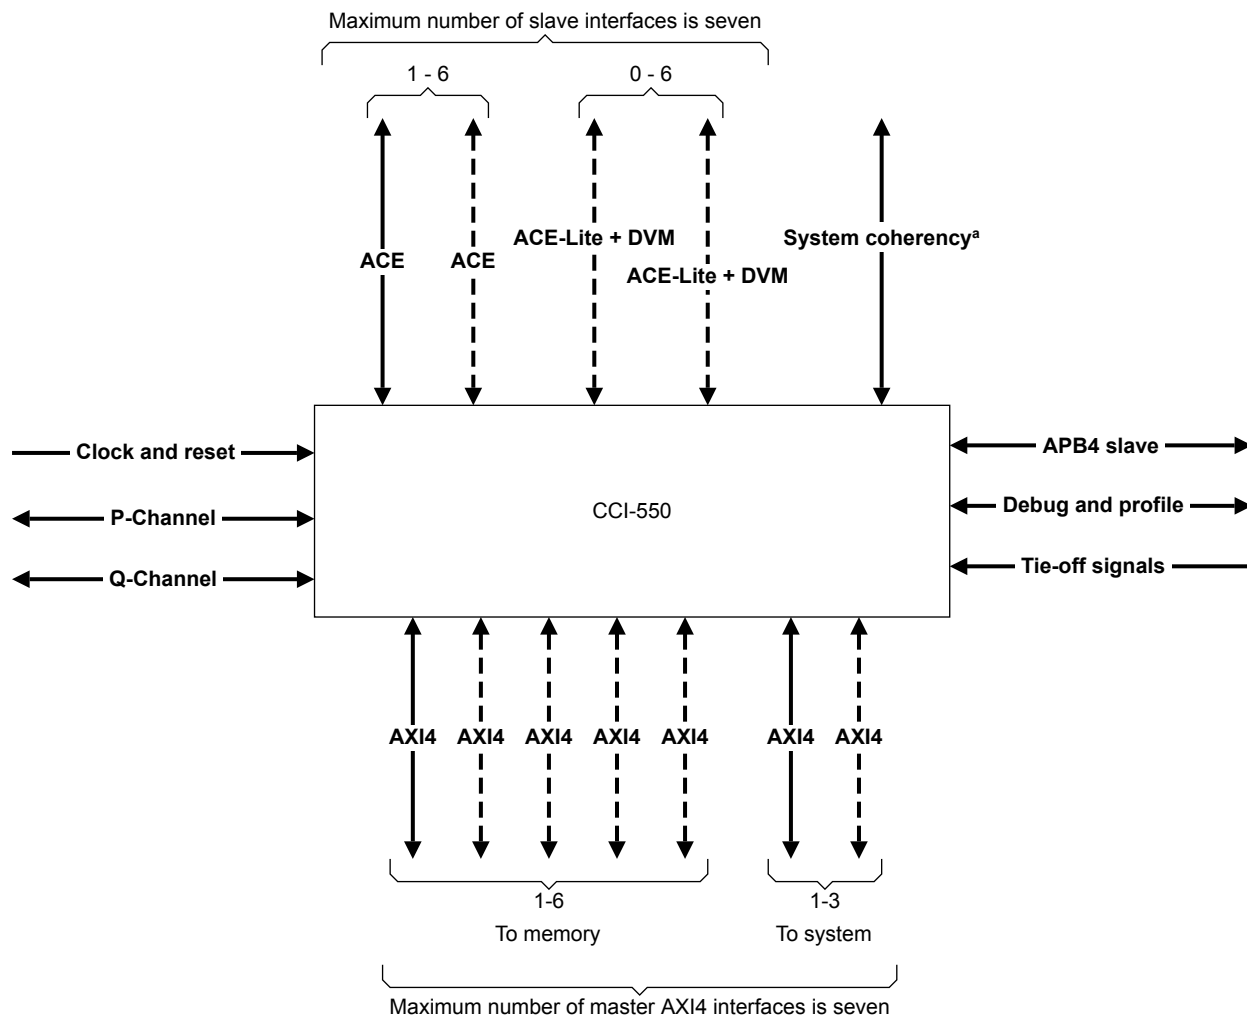 Maximum number of slave interfaces is seven
1 - 6
0 - 6
ACE
ACE
ACE-Lite + DVM
ACE-Lite + DVM
System coherencyᵃ
Clock and reset
P-Channel
Q-Channel
CCI-550
APB4 slave
Debug and profile
Tie-off signals
AXI4
AXI4
AXI4
AXI4
AXI4
AXI4
AXI4
1-6
1-3
To memory
To system
Maximum number of master AXI4 interfaces is seven